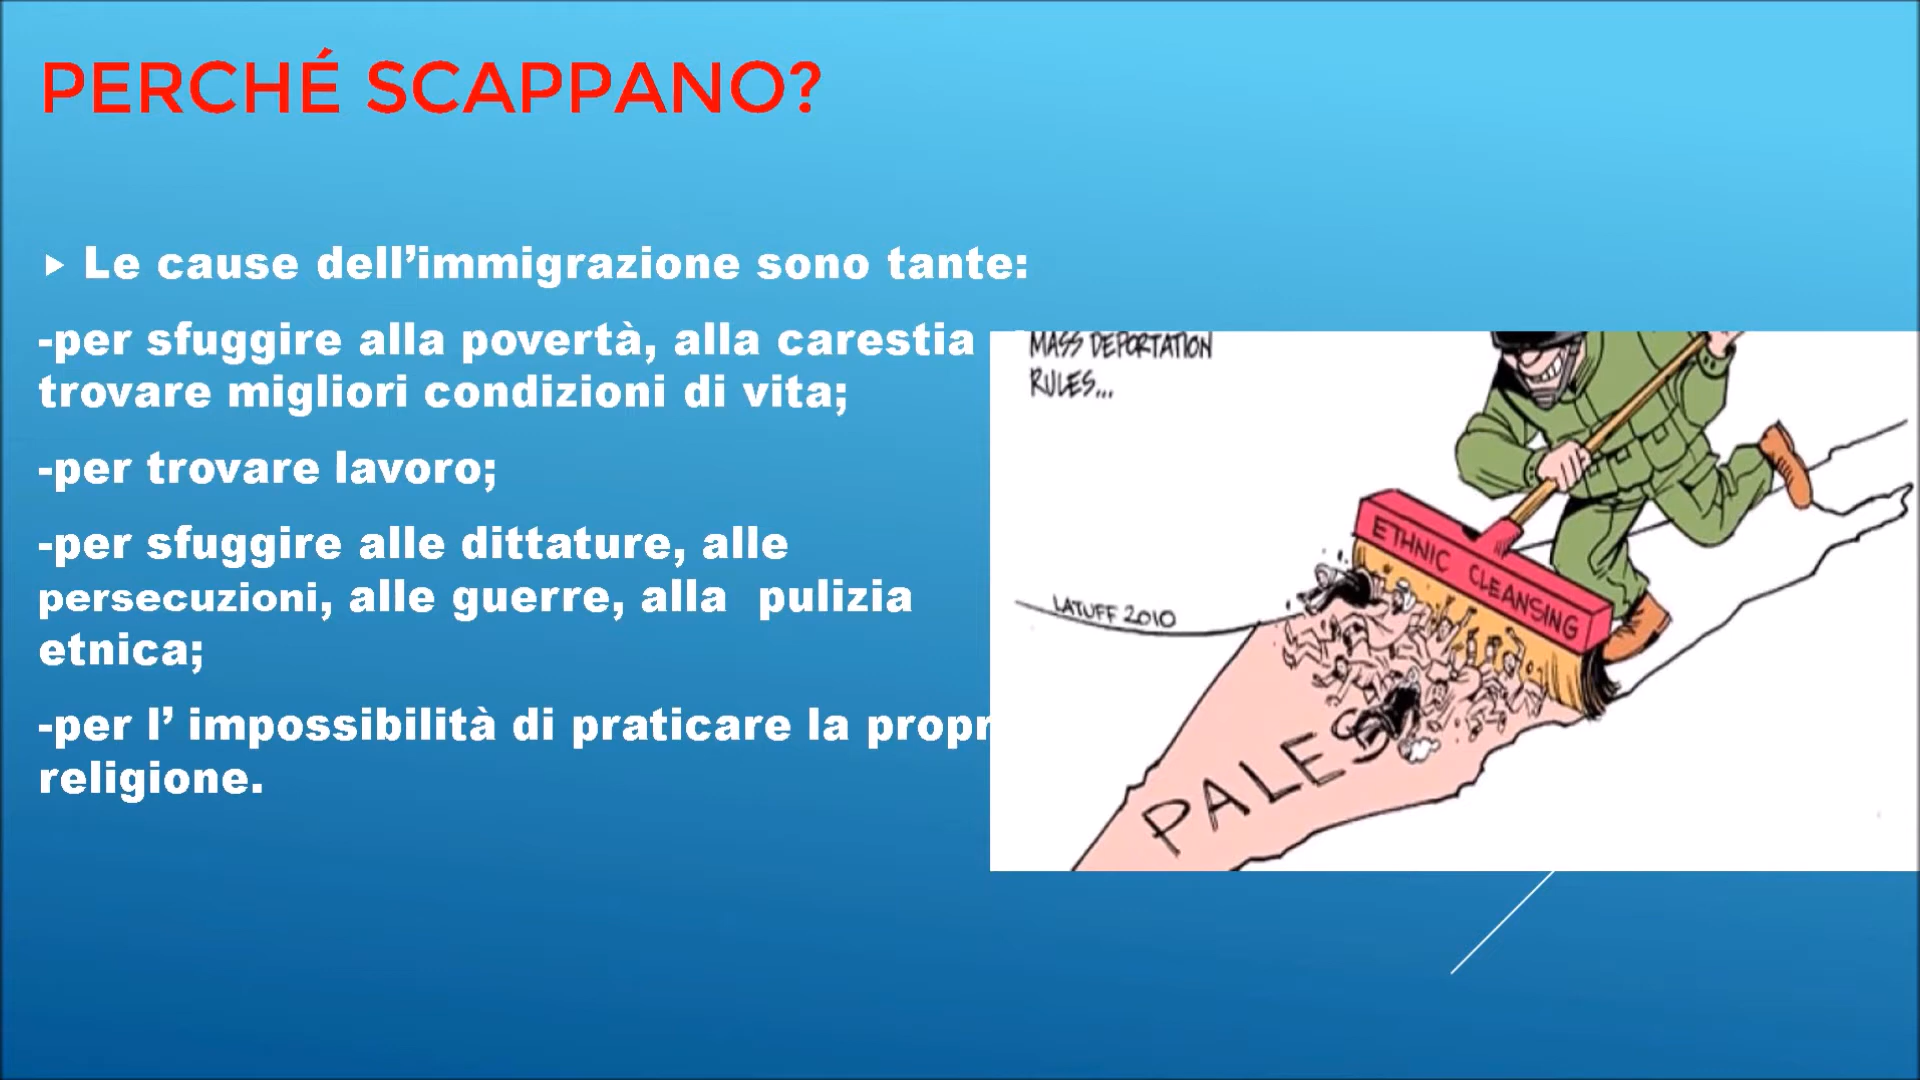 PERCHÉ SCAPPANO?
Le cause dell’immigrazione sono tante:
-per sfuggire alla povertà, alla carestia
trovare migliori condizioni di vita;
-per trovare lavoro;
-per sfuggire alle dittature, alle
persecuzioni, alle guerre, alla pulizia
etnica;
-per l’ impossibilità di praticare la propr
religione.
MASS DEPORTATION
RULES...
ETHNIC CLEANSING
LATUFF 2010
PALES